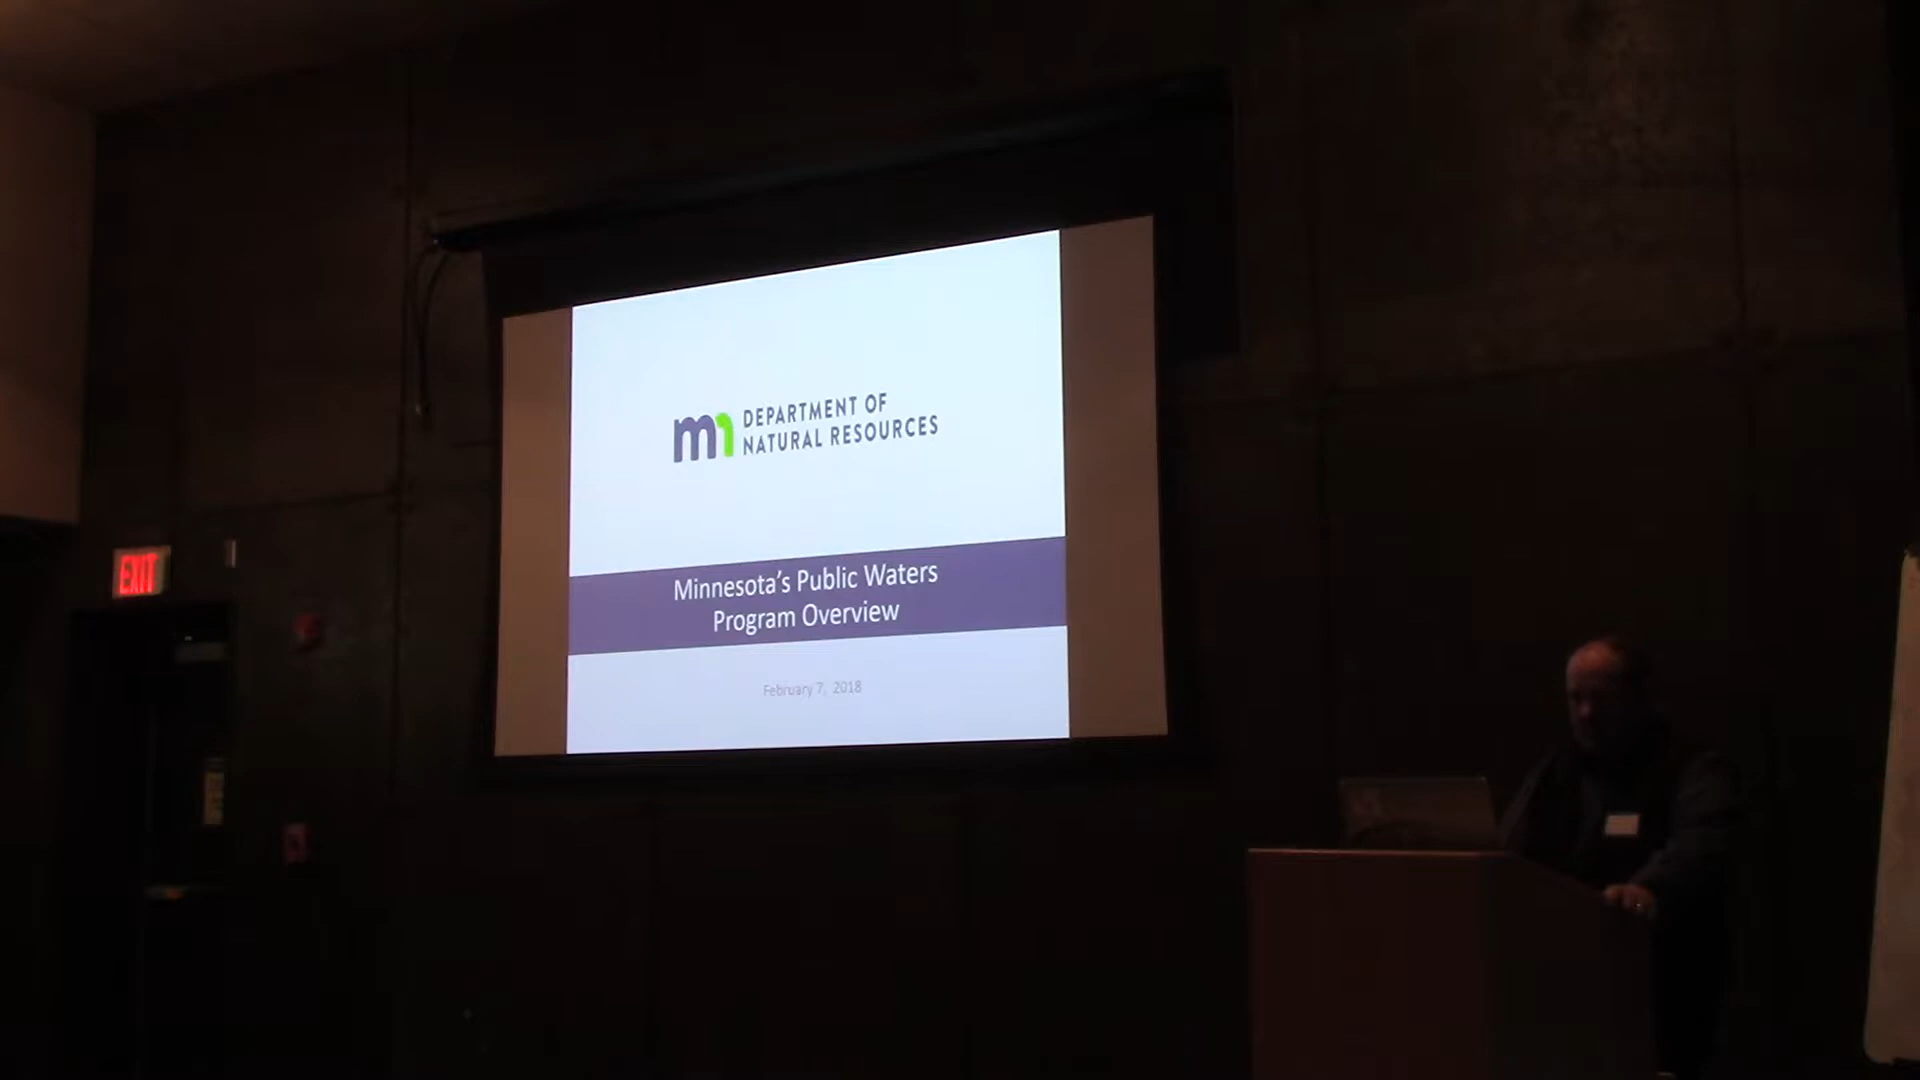 DEPARTMENT OF
NATURAL RESOURCES
Minnesota's Public Waters
Program Overview
February 7, 2018
EXIT